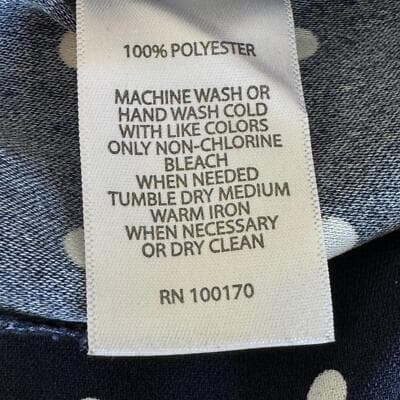 100% POLYESTER
MACHINE WASH OR
HAND WASH COLD
WITH LIKE COLORS
ONLY NON-CHLORINE
BLEACH
WHEN NEEDED
TUMBLE DRY MEDIUM
WARM IRON
WHEN NECESSARY
OR DRY CLEAN
RN 100170